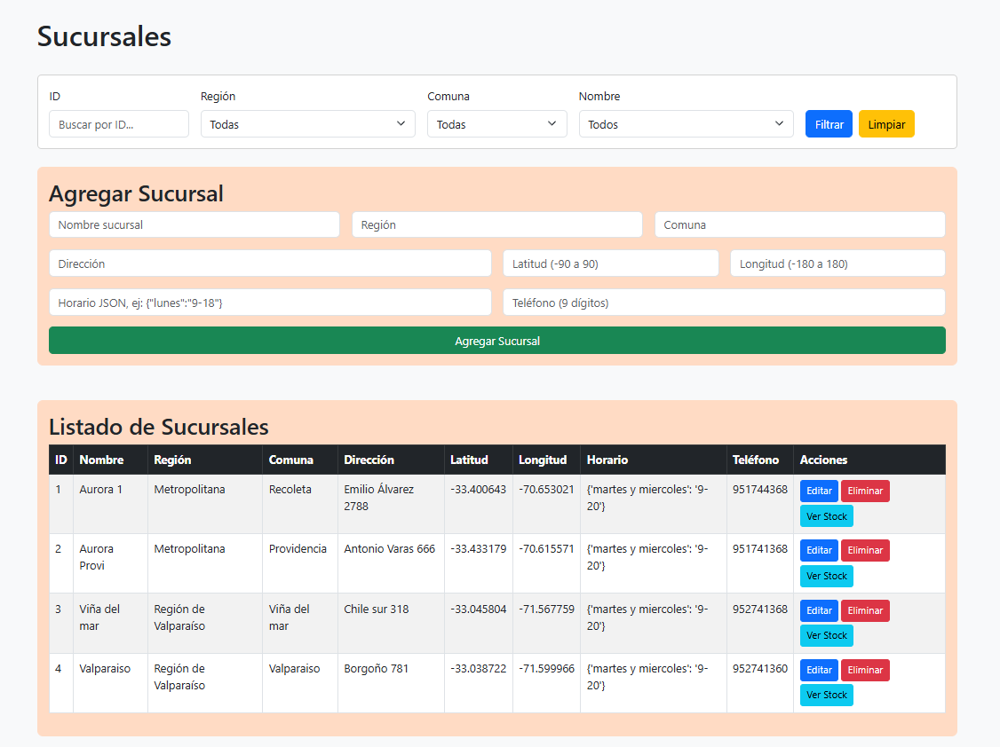 Sucursales
ID Región Comuna Nombre
Buscar por ID... Todas Todas Todos Filtrar Limpiar
Agregar Sucursal
Nombre sucursal Región Comuna
Dirección Latitud (-90 a 90) Longitud (-180 a 180)
Horario JSON, ej: {"lunes":"9-18"} Teléfono (9 dígitos)
Agregar Sucursal
Listado de Sucursales
ID Nombre Región Comuna Dirección Latitud Longitud Horario Teléfono Acciones
1 Aurora 1 Metropolitana Recoleta Emilio Álvarez -33.400643 -70.653021 {'martes y miercoles': '9- 951744368 Editar Eliminar
2788 20'} Ver Stock
2 Aurora Metropolitana Providencia Antonio Varas 666 -33.433179 -70.615571 {'martes y miercoles': '9- 951741368 Editar Eliminar
Provi 20'} Ver Stock
3 Viña del Región de Viña del Chile sur 318 -33.045804 -71.567759 {'martes y miercoles': '9- 952741368 Editar Eliminar
mar Valparaíso mar 20'} Ver Stock
4 Valparaiso Región de Valparaiso Borgoño 781 -33.038722 -71.599966 {'martes y miercoles': '9- 952741360 Editar Eliminar
Valparaíso 20'} Ver Stock